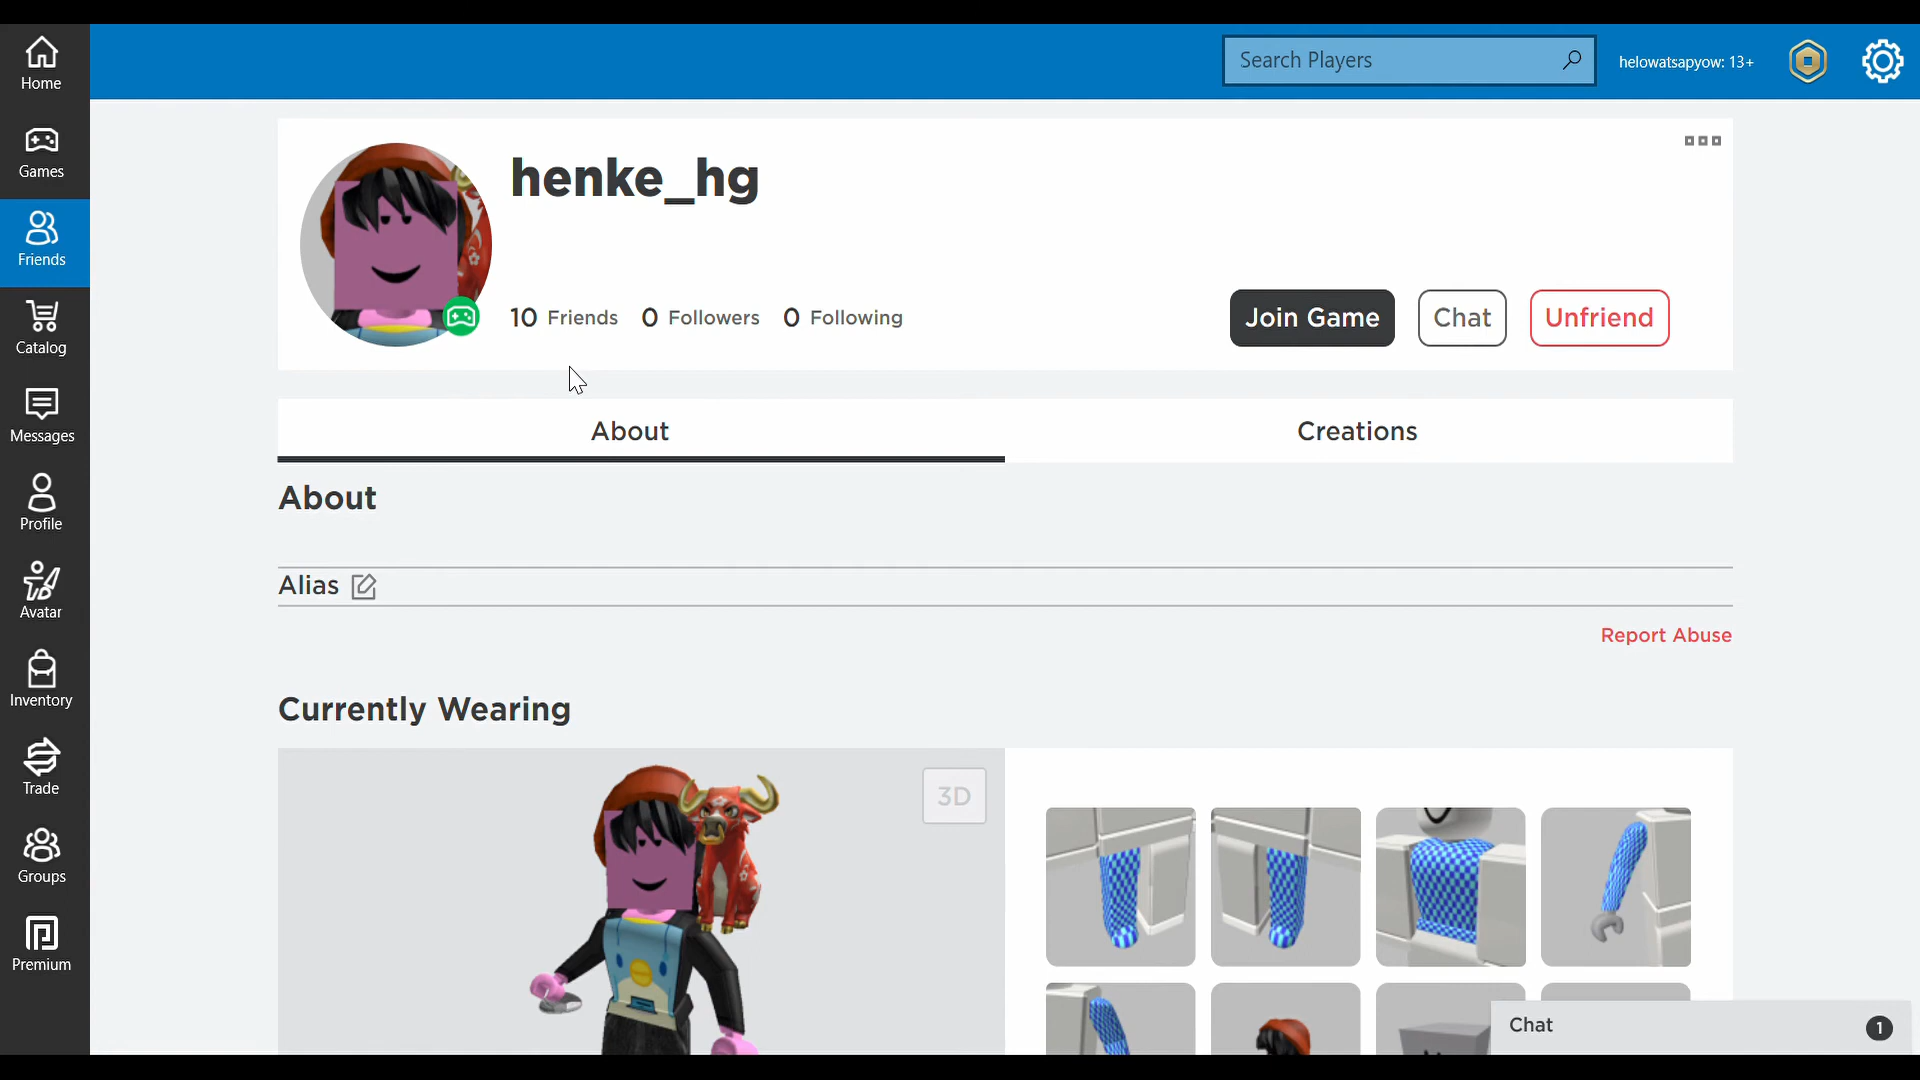 Search Players
helowatsapyow: 13+
Home
Games
Friends
Catalog
Messages
Profile
Avatar
Inventory
Trade
Groups
Premium
henke_hg
10 Friends 0 Followers 0 Following
Join Game
Chat
Unfriend
About
Creations
About
Alias
Report Abuse
Currently Wearing
3D
Chat
1